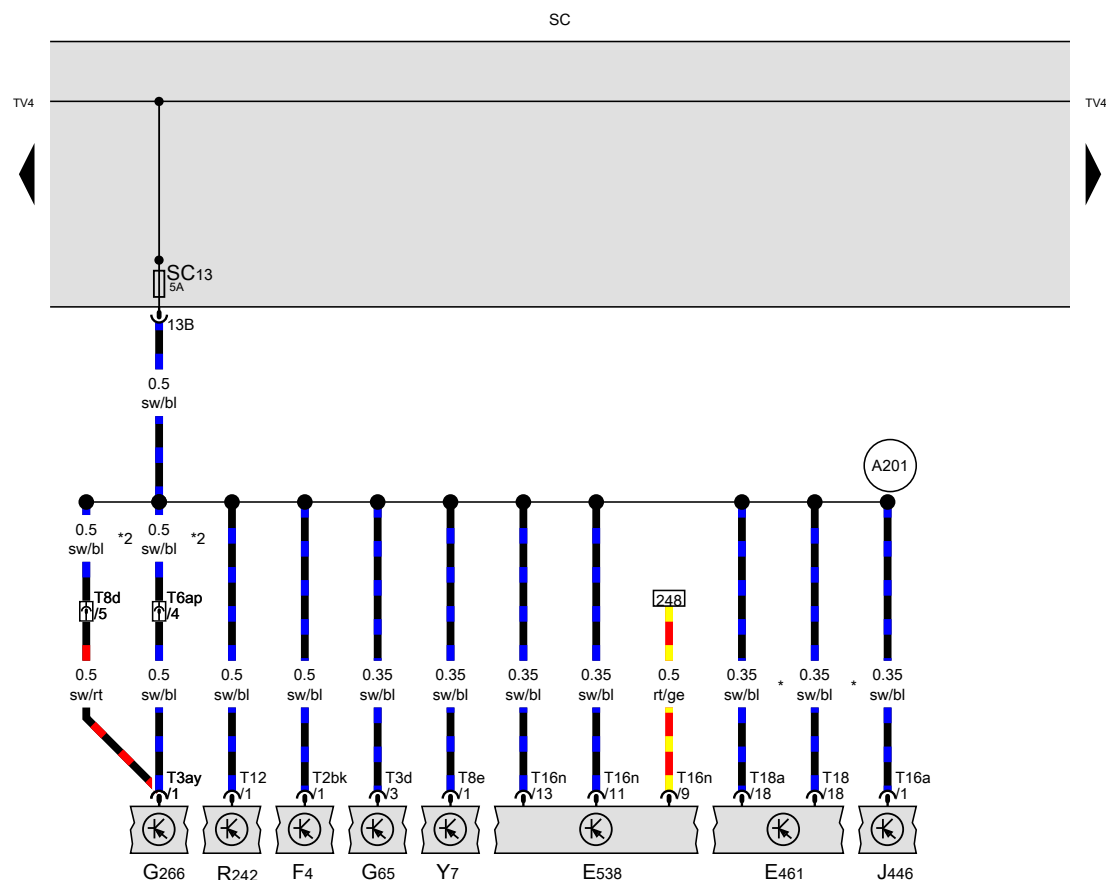 SC
TV4 TV4
SC13
5A
13B
0.5
sw/bl
A201
0.5 0.5
sw/bl *2 sw/bl *2
T8d T6ap
/5 /4
248
0.5 0.5 0.5 0.5 0.35 0.35 0.35 0.35 0.5 0.35 0.35 0.35
sw/rt sw/bl sw/bl sw/bl sw/bl sw/bl sw/bl sw/bl rt/ge sw/bl * sw/bl * sw/bl
T3ay T12 T2bk T3d T8e T16n T16n T16n T18a T18 T16a
/1 /1 /1 /3 /1 /13 /11 /9 /18 /18 /1
G266 R242 F4 G65 Y7 E538 E461 J446